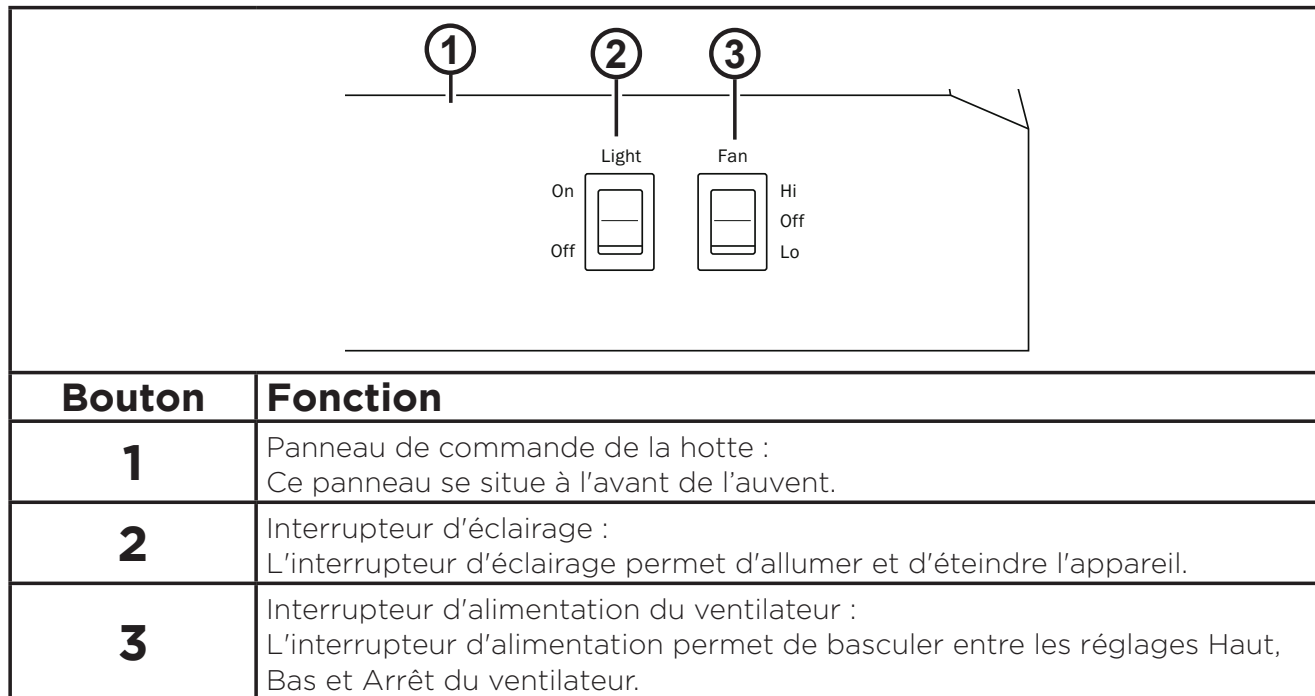 1 2 3
Light Fan
On Hi
Off
Off Lo
Bouton Fonction
1 Panneau de commande de la hotte :
Ce panneau se situe à l'avant de l’auvent.
2 Interrupteur d'éclairage :
L'interrupteur d'éclairage permet d'allumer et d'éteindre l'appareil.
3 Interrupteur d'alimentation du ventilateur :
L'interrupteur d'alimentation permet de basculer entre les réglages Haut,
Bas et Arrêt du ventilateur.